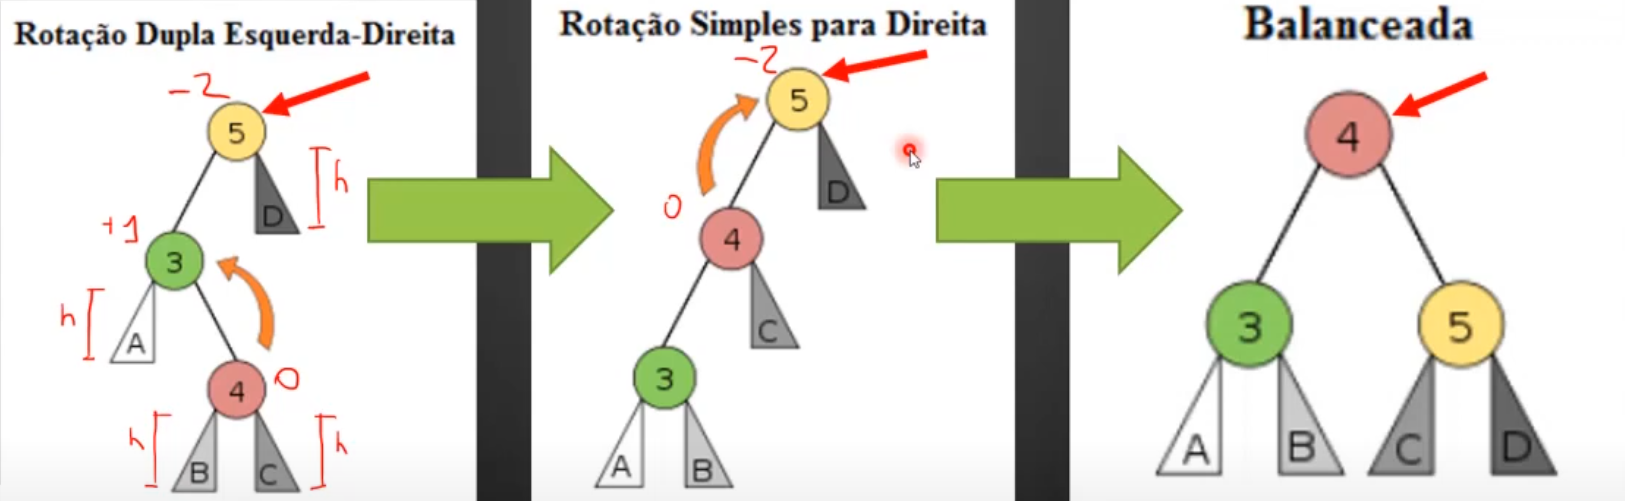 Rotação Dupla Esquerda-Direita
-2
5
h
D
+1
3
h
A
4
0
h
B
C
h
Rotação Simples para Direita
-2
5
D
0
4
C
3
A
B
Balanceada
4
3
5
A
B
C
D